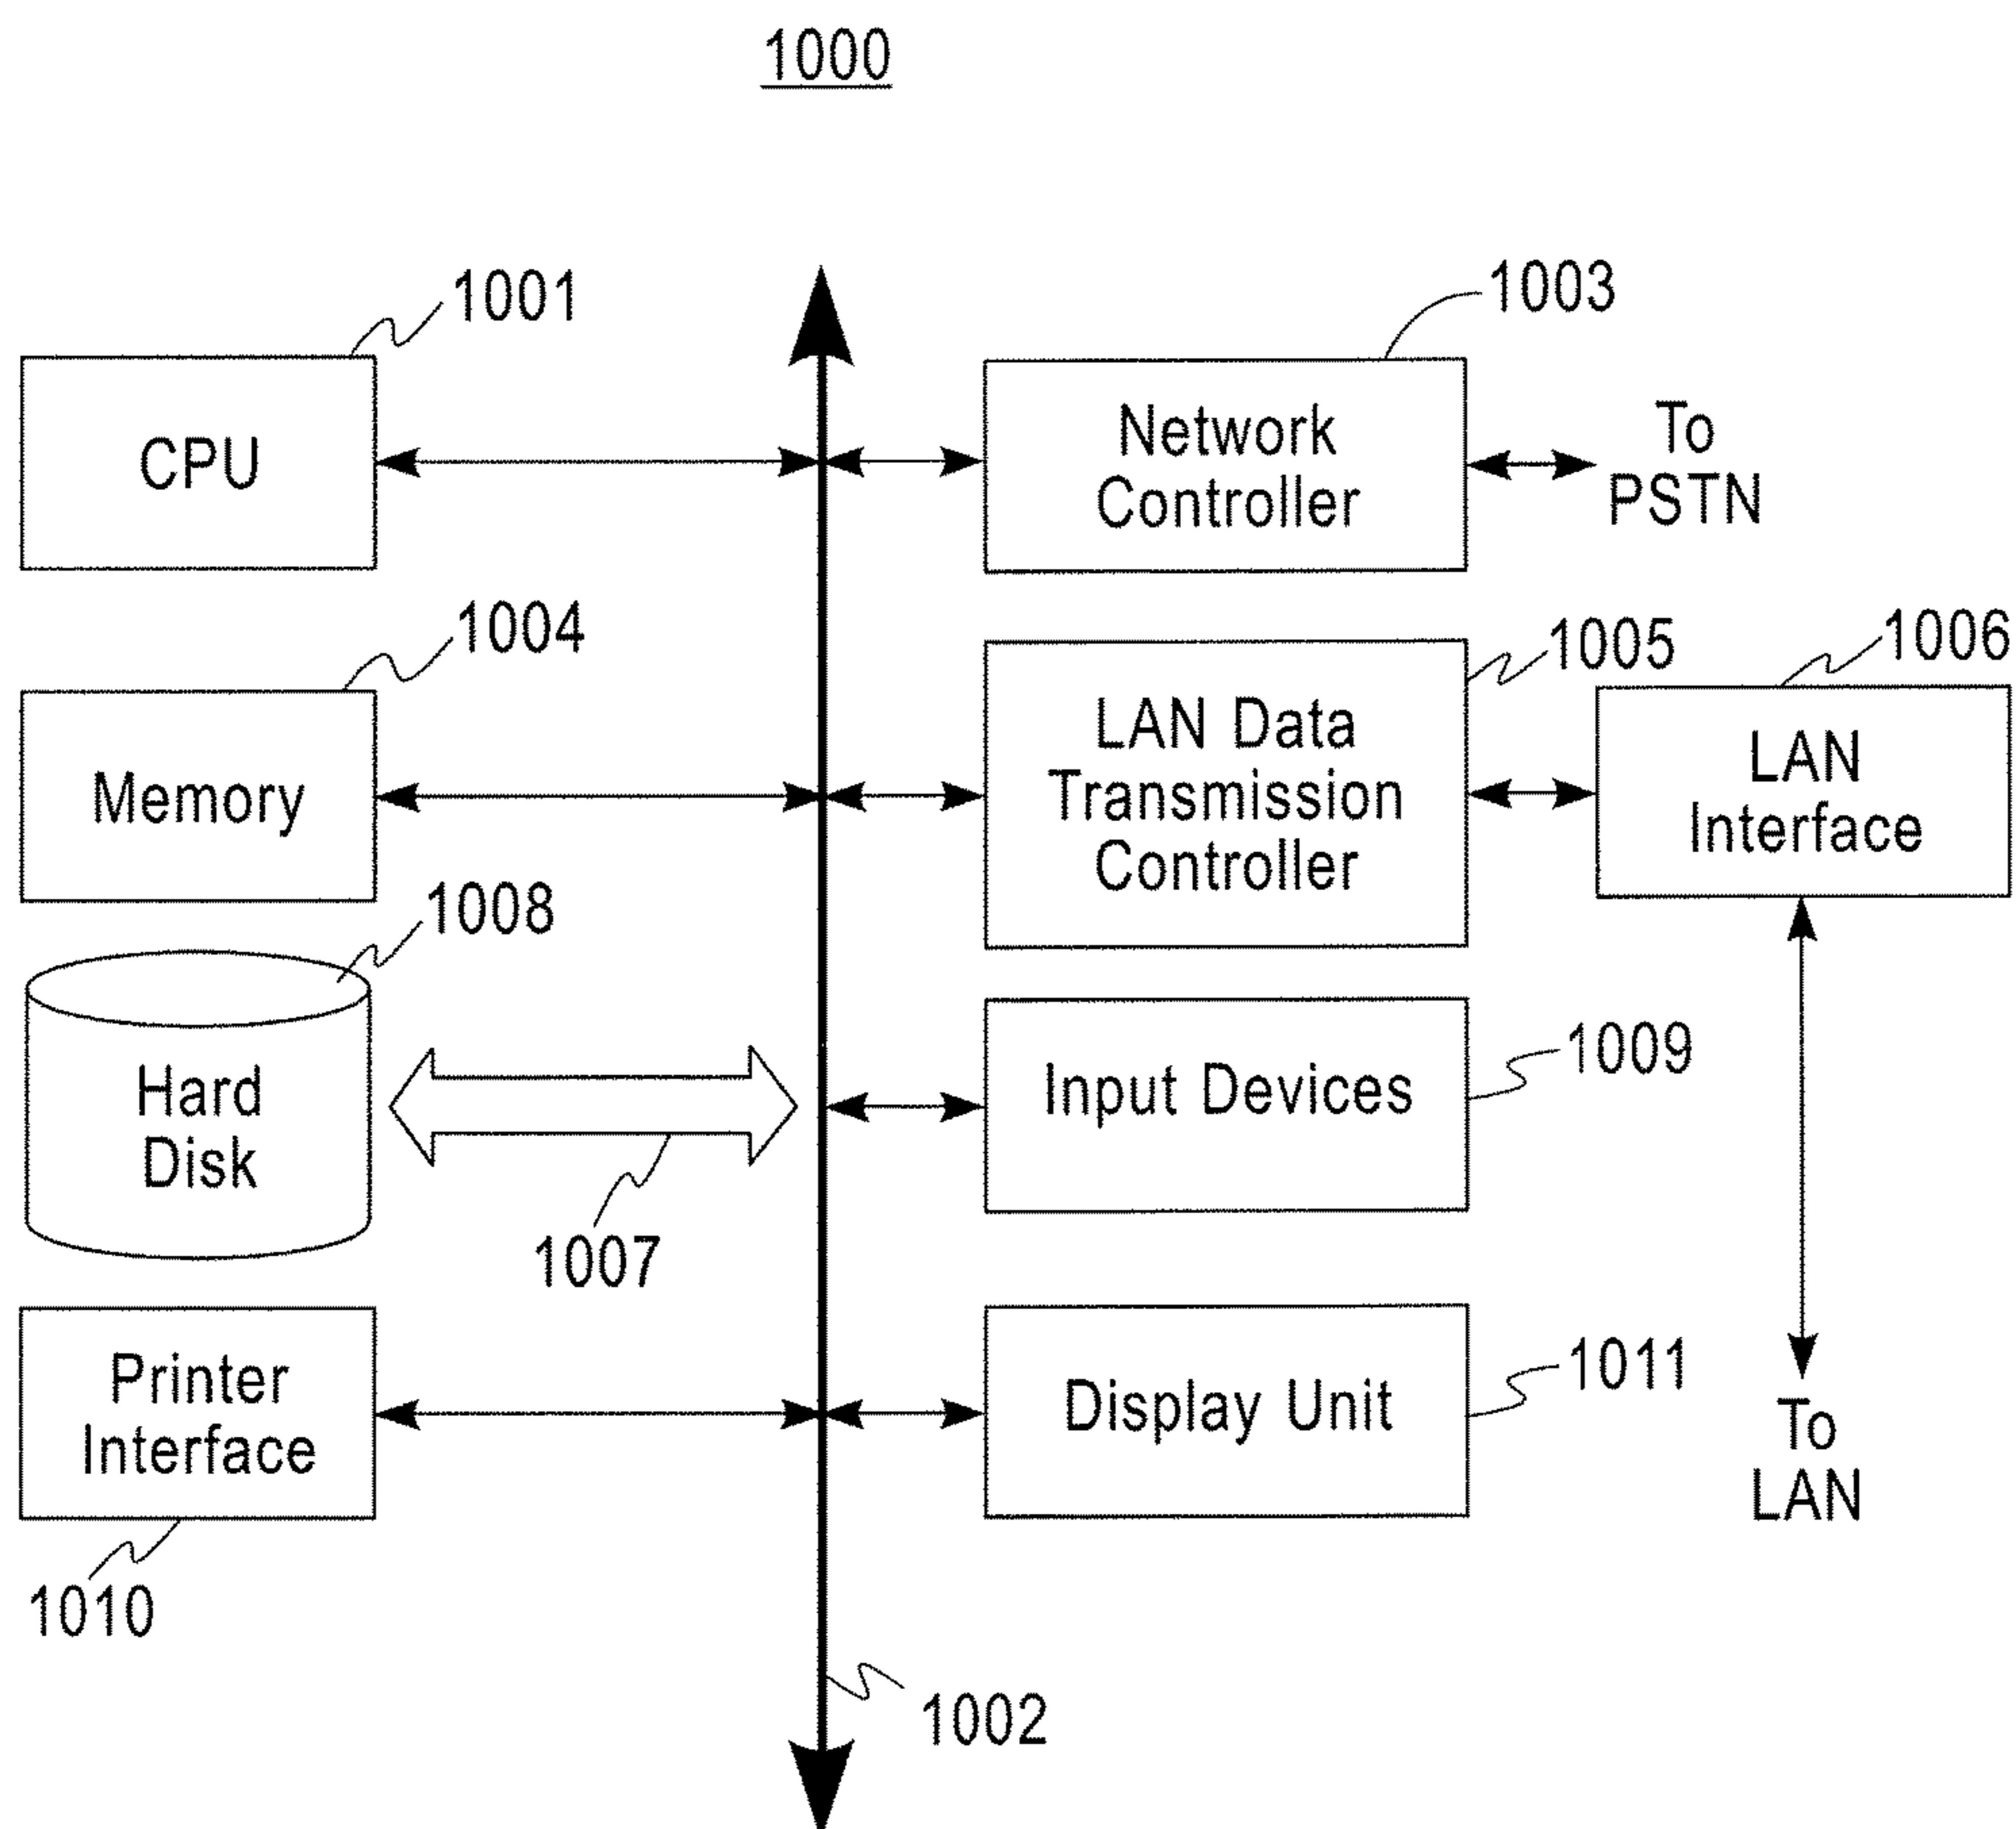 1000
1001
CPU
1003
Network
Controller
To
PSTN
1004
Memory
1005
LAN Data
Transmission
Controller
1006
LAN
Interface
1008
Hard
Disk
1007
1009
Input Devices
Printer
Interface
1010
1011
Display Unit
To
LAN
1002